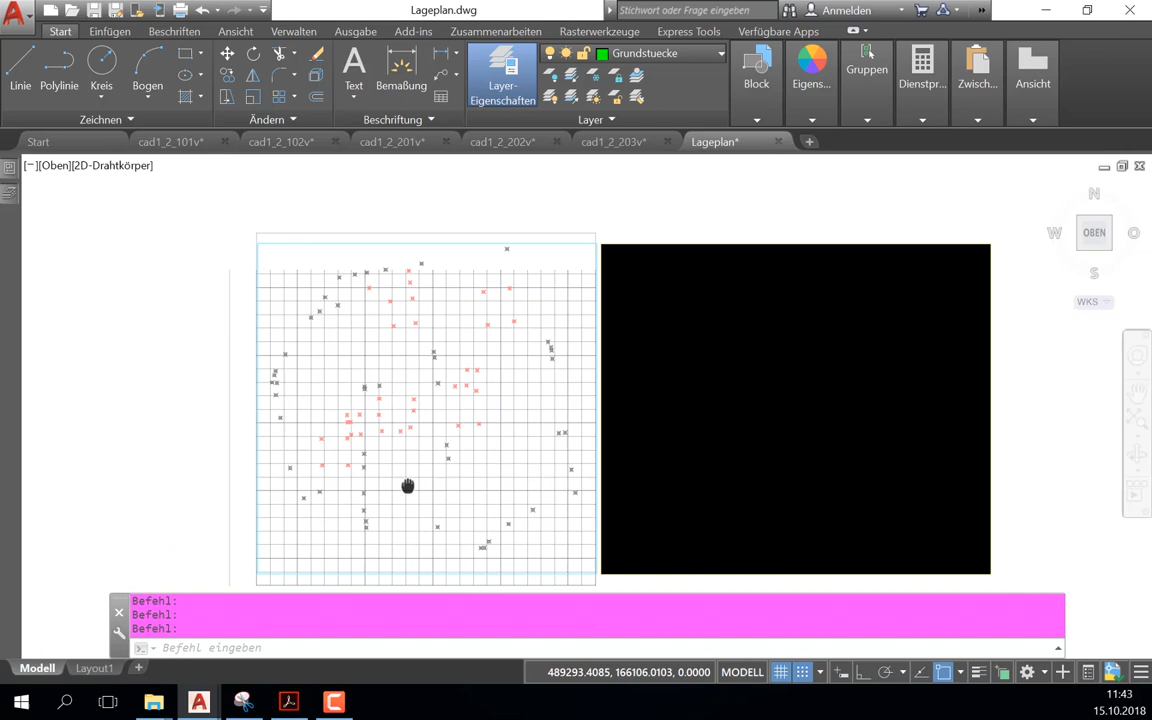 Lageplan.dwg
Stichwort oder Frage eingeben
Anmelden
Start
Einfügen
Beschriften
Ansicht
Verwalten
Ausgabe
Add-ins
Zusammenarbeiten
Rasterwerkzeuge
Express Tools
Verfügbare Apps
Linie
Polylinie
Kreis
Bogen
Text
Bemaßung
Layer-
Eigenschaften
Grundstuecke
Block
Eigens...
Gruppen
Dienstpr...
Zwisch...
Ansicht
Zeichnen
Ändern
Beschriftung
Layer
Start
cad1_2_101v*
cad1_2_102v*
cad1_2_201v*
cad1_2_202v*
cad1_2_203v*
Lageplan*
[−][Oben][2D-Drahtkörper]
N
W
OBEN
O
S
WKS
Befehl:
Befehl:
Befehl:
Befehl eingeben
Modell
Layout1
489293.4085, 166106.0103, 0.0000
MODELL
11:43
15.10.2018